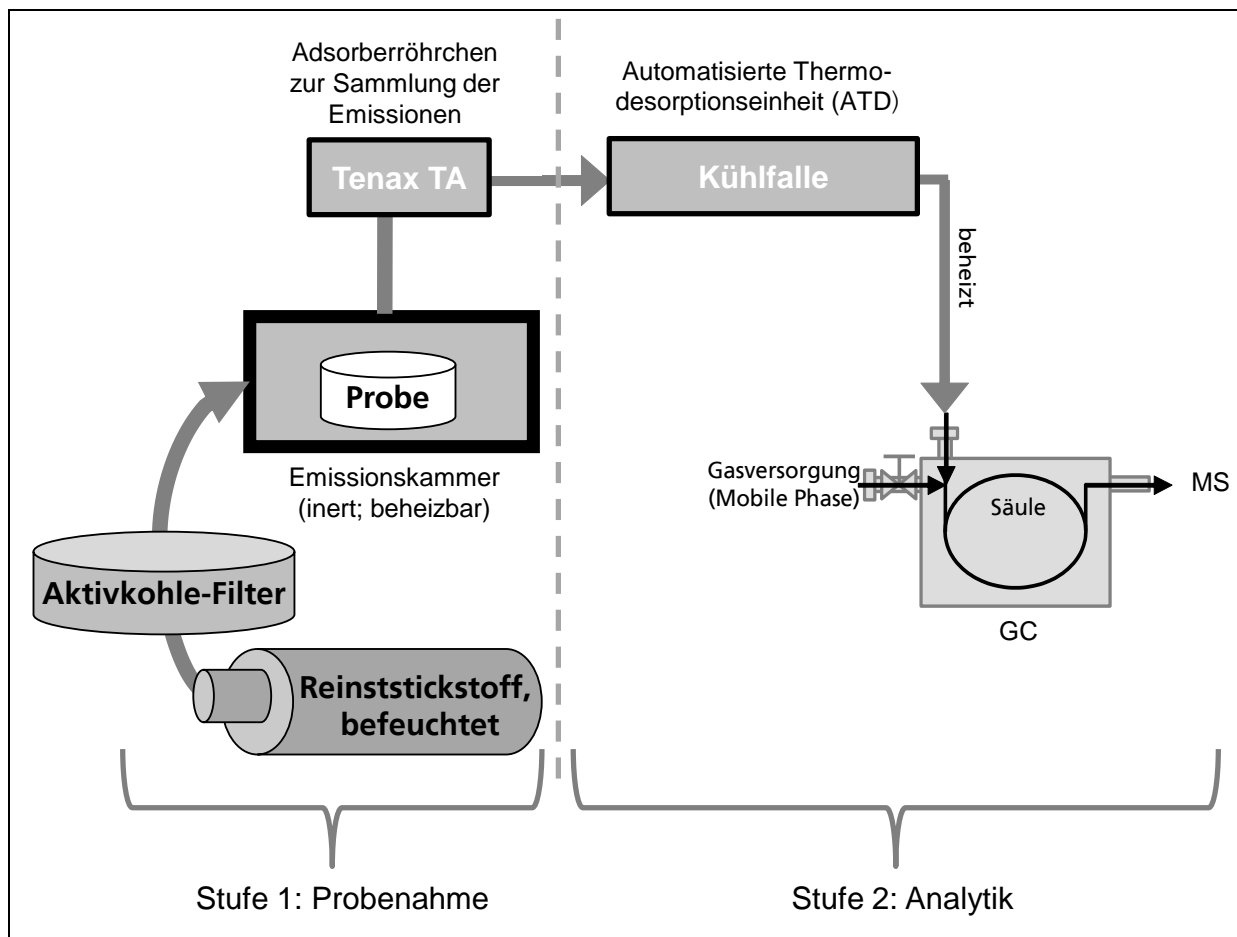 Adsorberröhrchen
zur Sammlung der
Emissionen
Tenax TA
Automatisierte Thermo-
desorptionseinheit (ATD)
Kühlfalle
beheizt
Probe
Emissionskammer
(inert; beheizbar)
Aktivkohle-Filter
Reinststickstoff,
befeuchtet
Gasversorgung
(Mobile Phase)
Säule
MS
GC
Stufe 1: Probenahme
Stufe 2: Analytik